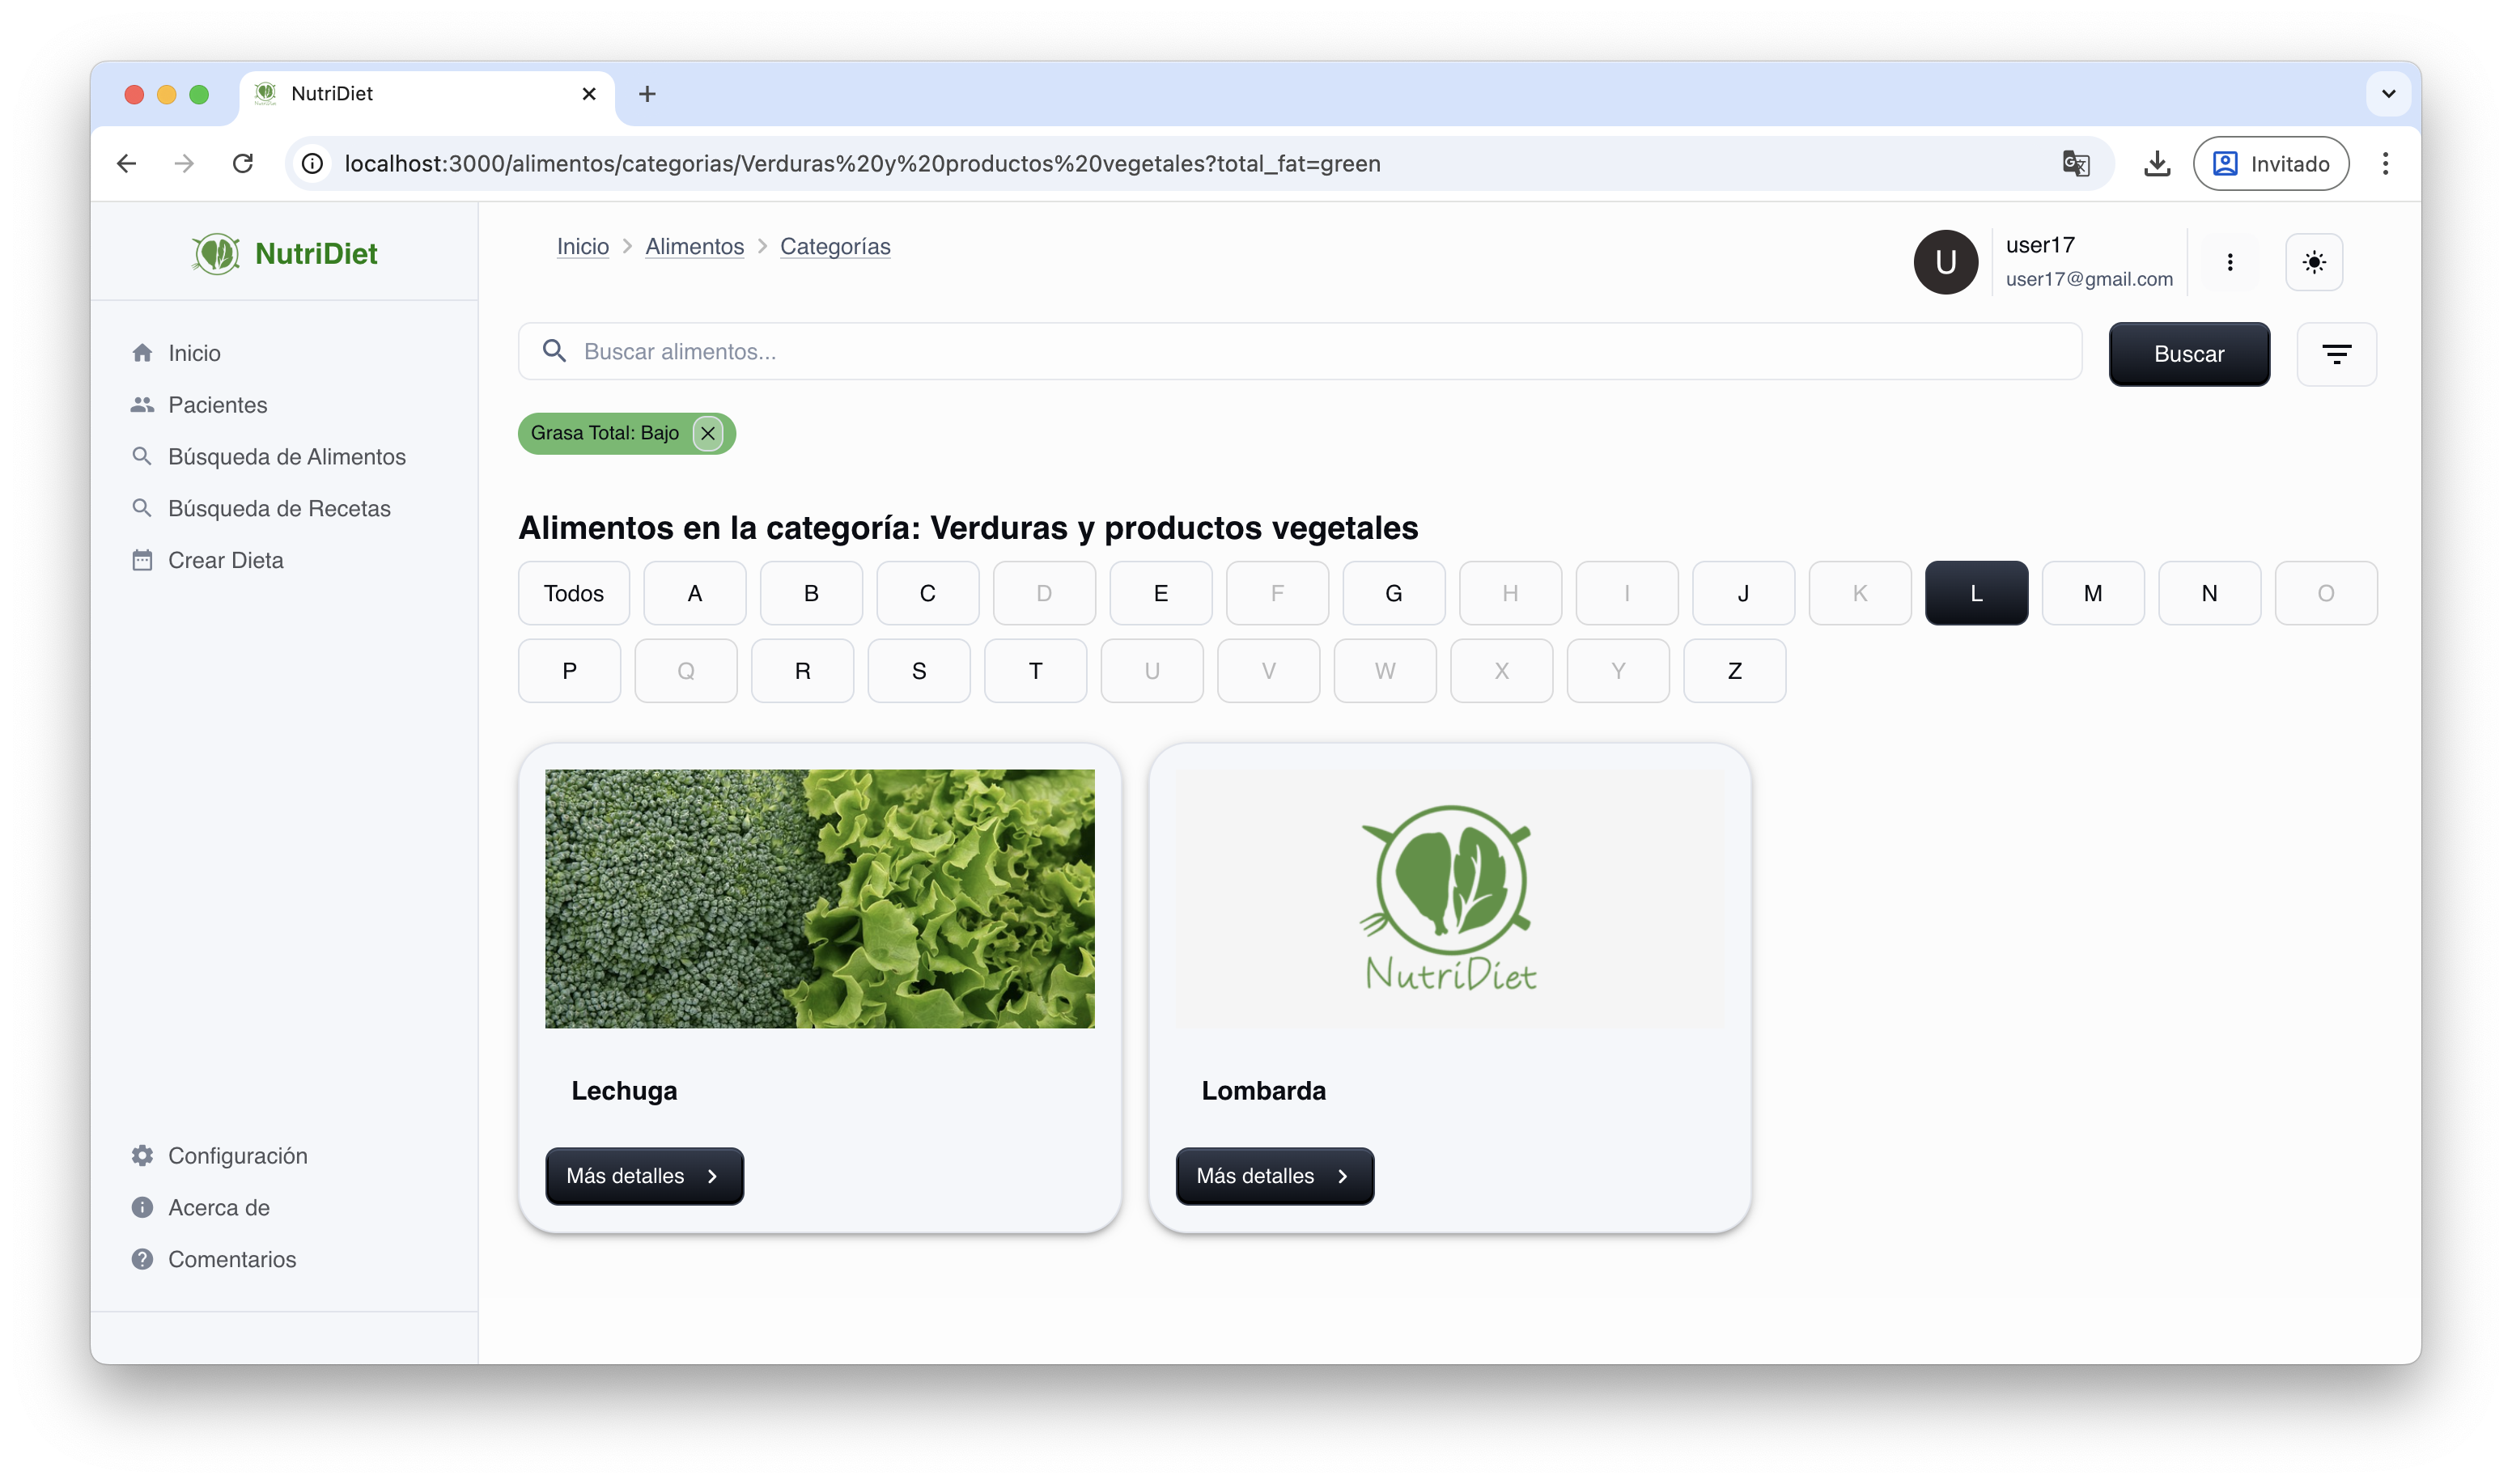 NutriDiet
localhost:3000/alimentos/categorias/Verduras%20y%20productos%20vegetales?total_fat=green
Invitado
NutriDiet
Inicio
Pacientes
Búsqueda de Alimentos
Búsqueda de Recetas
Crear Dieta
Configuración
Acerca de
Comentarios
Inicio > Alimentos > Categorías
U
user17
user17@gmail.com
Buscar alimentos...
Buscar
Grasa Total: Bajo
Alimentos en la categoría: Verduras y productos vegetales
Todos A B C D E F G H I J K L M N O
P Q R S T U V W X Y Z
NutriDiet
Lechuga
Lombarda
Más detalles
Más detalles